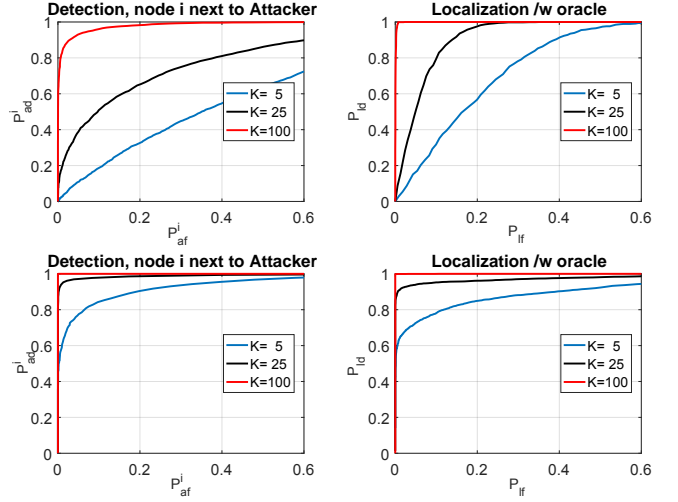 Detection, node i next to Attacker
1
0.8
0.6
0.4
0.2
0
P^i_ad
K= 5
K= 25
K=100
0 0.2 0.4 0.6
P^i_af
Localization /w oracle
1
0.8
0.6
0.4
0.2
0
P_ld
K= 5
K= 25
K=100
0 0.2 0.4 0.6
P_lf
Detection, node i next to Attacker
1
0.8
0.6
0.4
0.2
0
P^i_ad
K= 5
K= 25
K=100
0 0.2 0.4 0.6
P^i_af
Localization /w oracle
1
0.8
0.6
0.4
0.2
0
P_ld
K= 5
K= 25
K=100
0 0.2 0.4 0.6
P_lf